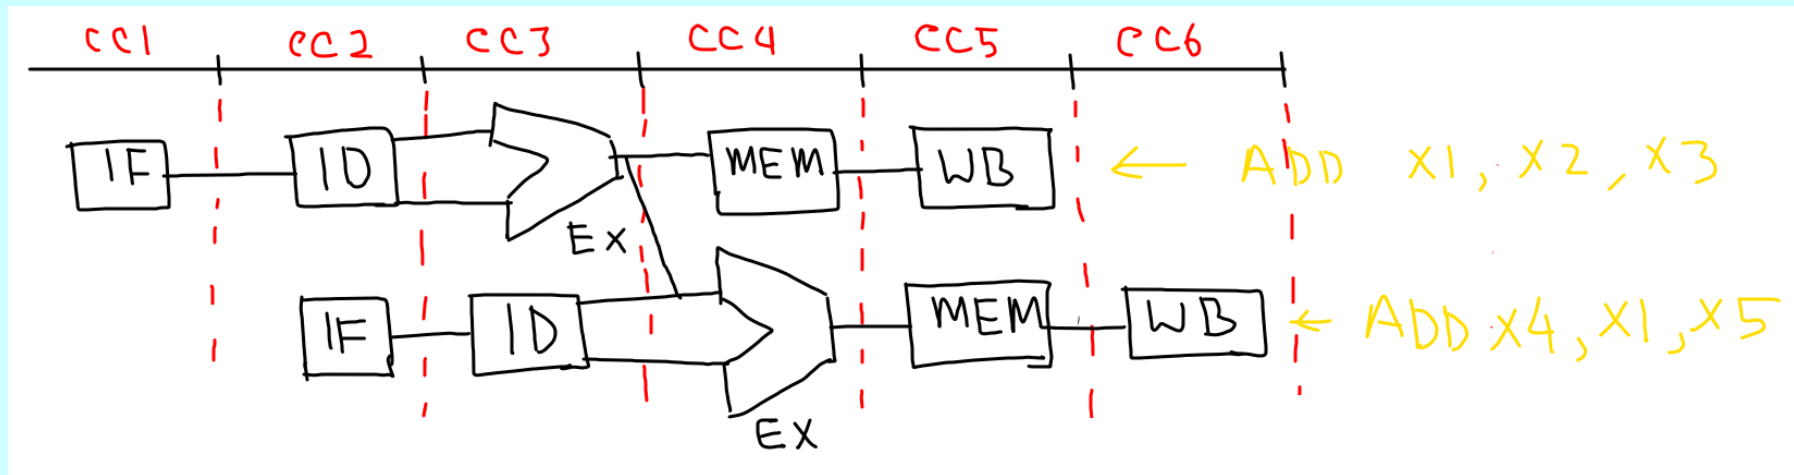 CC1 CC2 CC3 CC4 CC5 CC6
IF ID MEM WB ← ADD X1, X2, X3
EX
IF ID MEM WB ← ADD X4, X1, X5
EX